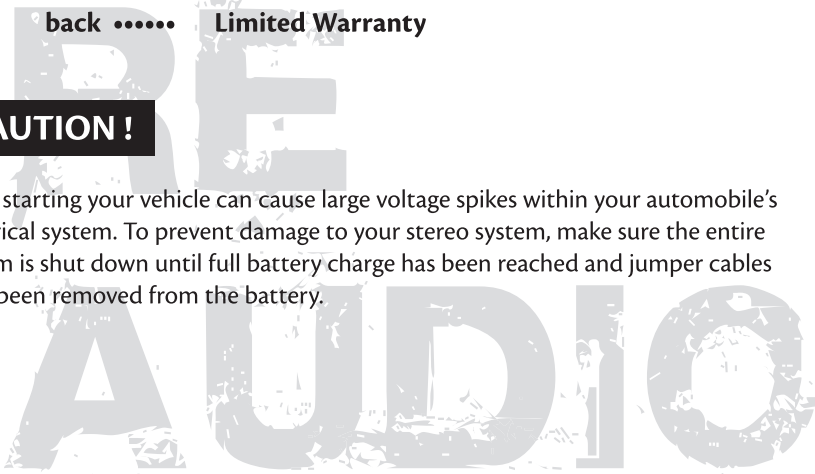 back •••••• Limited Warranty
RE
AUTION !
starting your vehicle can cause large voltage spikes within your automobile's
ical system. To prevent damage to your stereo system, make sure the entire
m is shut down until full battery charge has been reached and jumper cables
been removed from the battery.
AUDIO